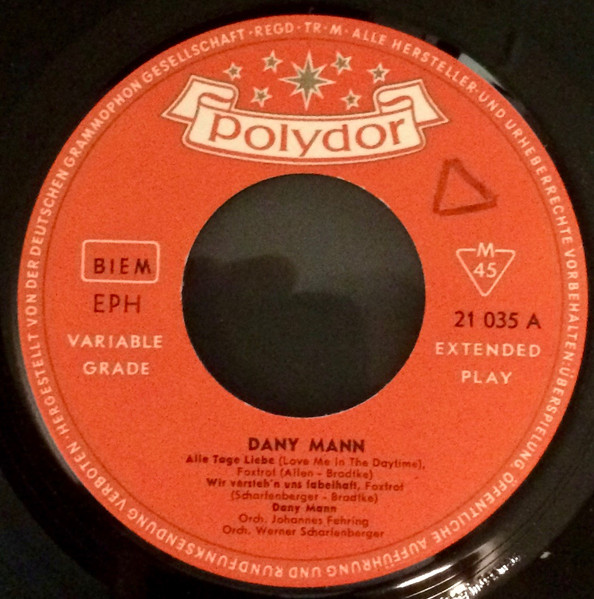 HERGESTELLT VON DER DEUTSCHEN GRAMMOPHON GESELLSCHAFT · REGD · TR · M · ALLE HERSTELLER- UND URHEBERRECHTE VORBEHALTEN · ÜBERSPIELUNG, ÖFFENTLICHE AUFFÜHRUNG UND RUNDFUNKSENDUNG VERBOTEN ·
Polydor
BIEM
EPH
VARIABLE
GRADE
M
45
21 035 A
EXTENDED
PLAY
DANY MANN
Alle Tage Liebe (Love Me In The Daytime),
Foxtrot (Allen - Bradtke)
Wir versteh'n uns fabelhaft, Foxtrot
(Scharfenberger - Bradtke)
Dany Mann
Orch. Johannes Fehring
Orch. Werner Scharfenberger